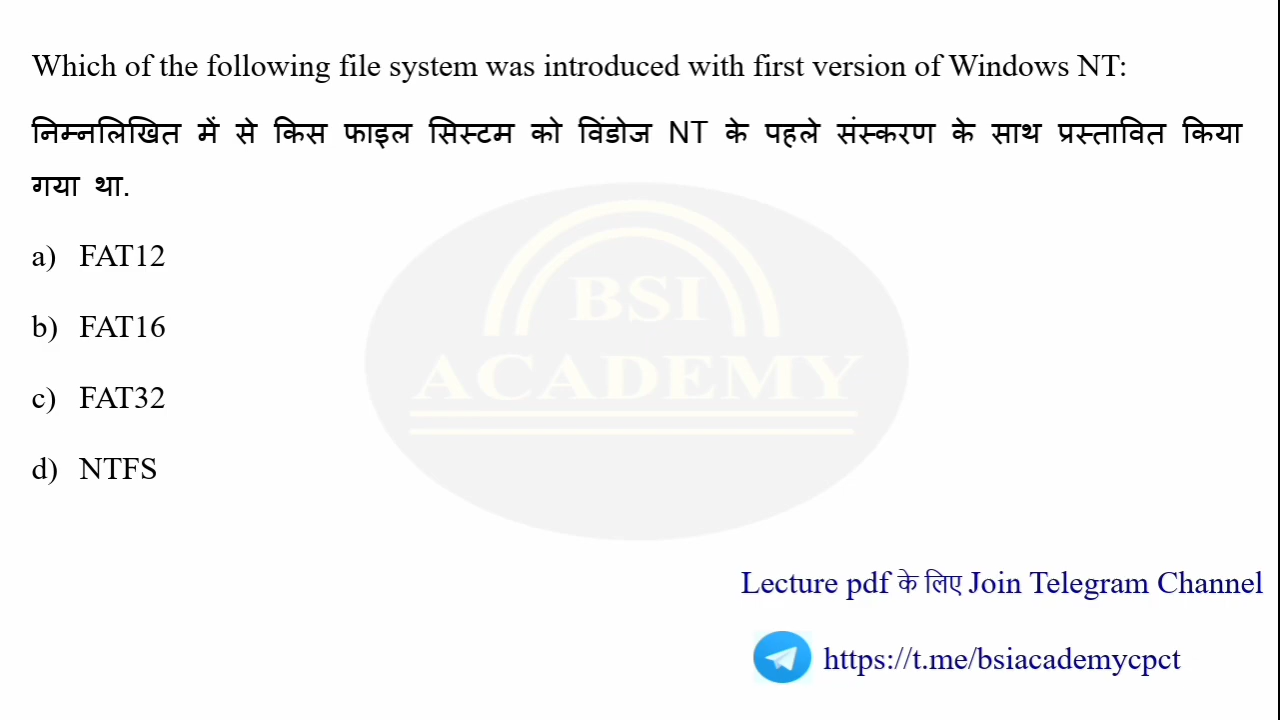 Which of the following file system was introduced with first version of Windows NT:
निम्नलिखित में से किस फाइल सिस्टम को विंडोज NT के पहले संस्करण के साथ प्रस्तावित किया
गया था.
a) FAT12
b) FAT16
c) FAT32
d) NTFS
BSI
ACADEMY
Lecture pdf के लिए Join Telegram Channel
https://t.me/bsiacademycpct